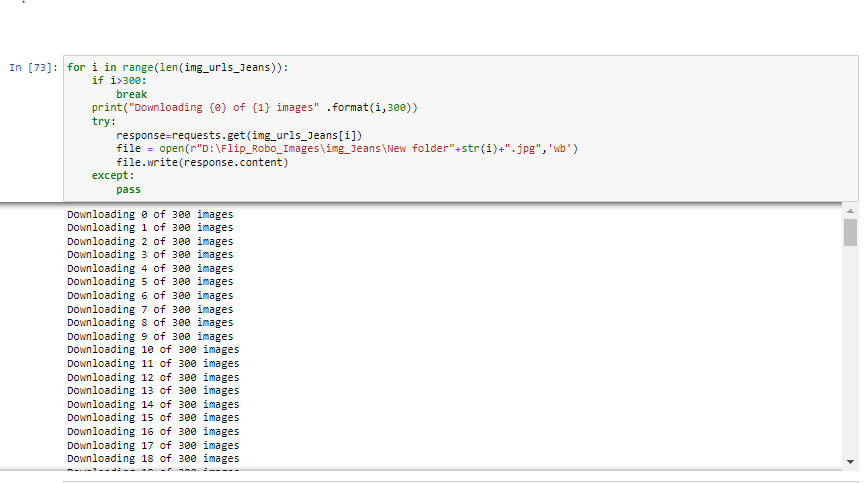 In [73]: for i in range(len(img_urls_Jeans)):
    if i>300:
        break
    print("Downloading {0} of {1} images" .format(i,300))
    try:
        response=requests.get(img_urls_Jeans[i])
        file = open(r"D:\Flip_Robo_Images\img_Jeans\New folder"+str(i)+".jpg",'wb')
        file.write(response.content)
    except:
        pass
Downloading 0 of 300 images
Downloading 1 of 300 images
Downloading 2 of 300 images
Downloading 3 of 300 images
Downloading 4 of 300 images
Downloading 5 of 300 images
Downloading 6 of 300 images
Downloading 7 of 300 images
Downloading 8 of 300 images
Downloading 9 of 300 images
Downloading 10 of 300 images
Downloading 11 of 300 images
Downloading 12 of 300 images
Downloading 13 of 300 images
Downloading 14 of 300 images
Downloading 15 of 300 images
Downloading 16 of 300 images
Downloading 17 of 300 images
Downloading 18 of 300 images